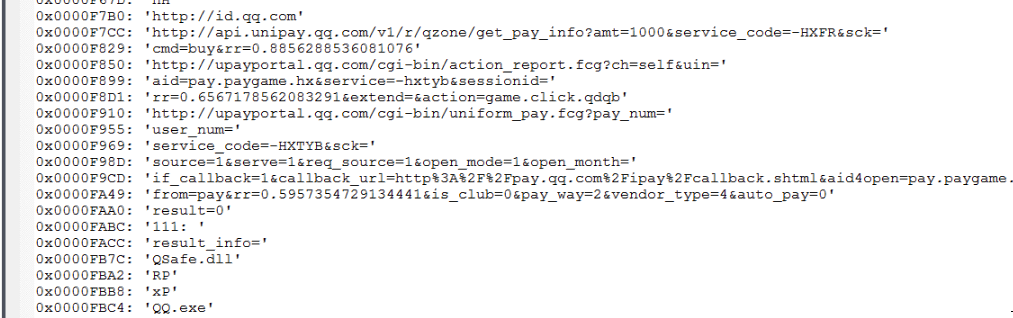 0x0000F7B0: 'http://id.qq.com'
0x0000F7CC: 'http://api.unipay.qq.com/v1/r/qzone/get_pay_info?amt=1000&service_code=-HXFR&sck='
0x0000F829: 'cmd=buy&rr=0.8856288536081076'
0x0000F850: 'http://upayportal.qq.com/cgi-bin/action_report.fcg?ch=self&uin='
0x0000F899: 'aid=pay.paygame.hx&service=-hxtyb&sessionid='
0x0000F8D1: 'rr=0.6567178562083291&extend=&action=game.click.qdqb'
0x0000F910: 'http://upayportal.qq.com/cgi-bin/uniform_pay.fcg?pay_num='
0x0000F955: 'user_num='
0x0000F969: 'service_code=-HXTYB&sck='
0x0000F98D: 'source=1&serve=1&req_source=1&open_mode=1&open_month='
0x0000F9CD: 'if_callback=1&callback_url=http%3A%2F%2Fpay.qq.com%2Fipay%2Fcallback.shtml&aid4open=pay.paygame.
0x0000FA49: 'from=pay&rr=0.5957354729134441&is_club=0&pay_way=2&vendor_type=4&auto_pay=0'
0x0000FAA0: 'result=0'
0x0000FABC: '111: '
0x0000FACC: 'result_info='
0x0000FB7C: 'QSafe.dll'
0x0000FBA2: 'RP'
0x0000FBB8: 'xP'
0x0000FBC4: 'QQ.exe'